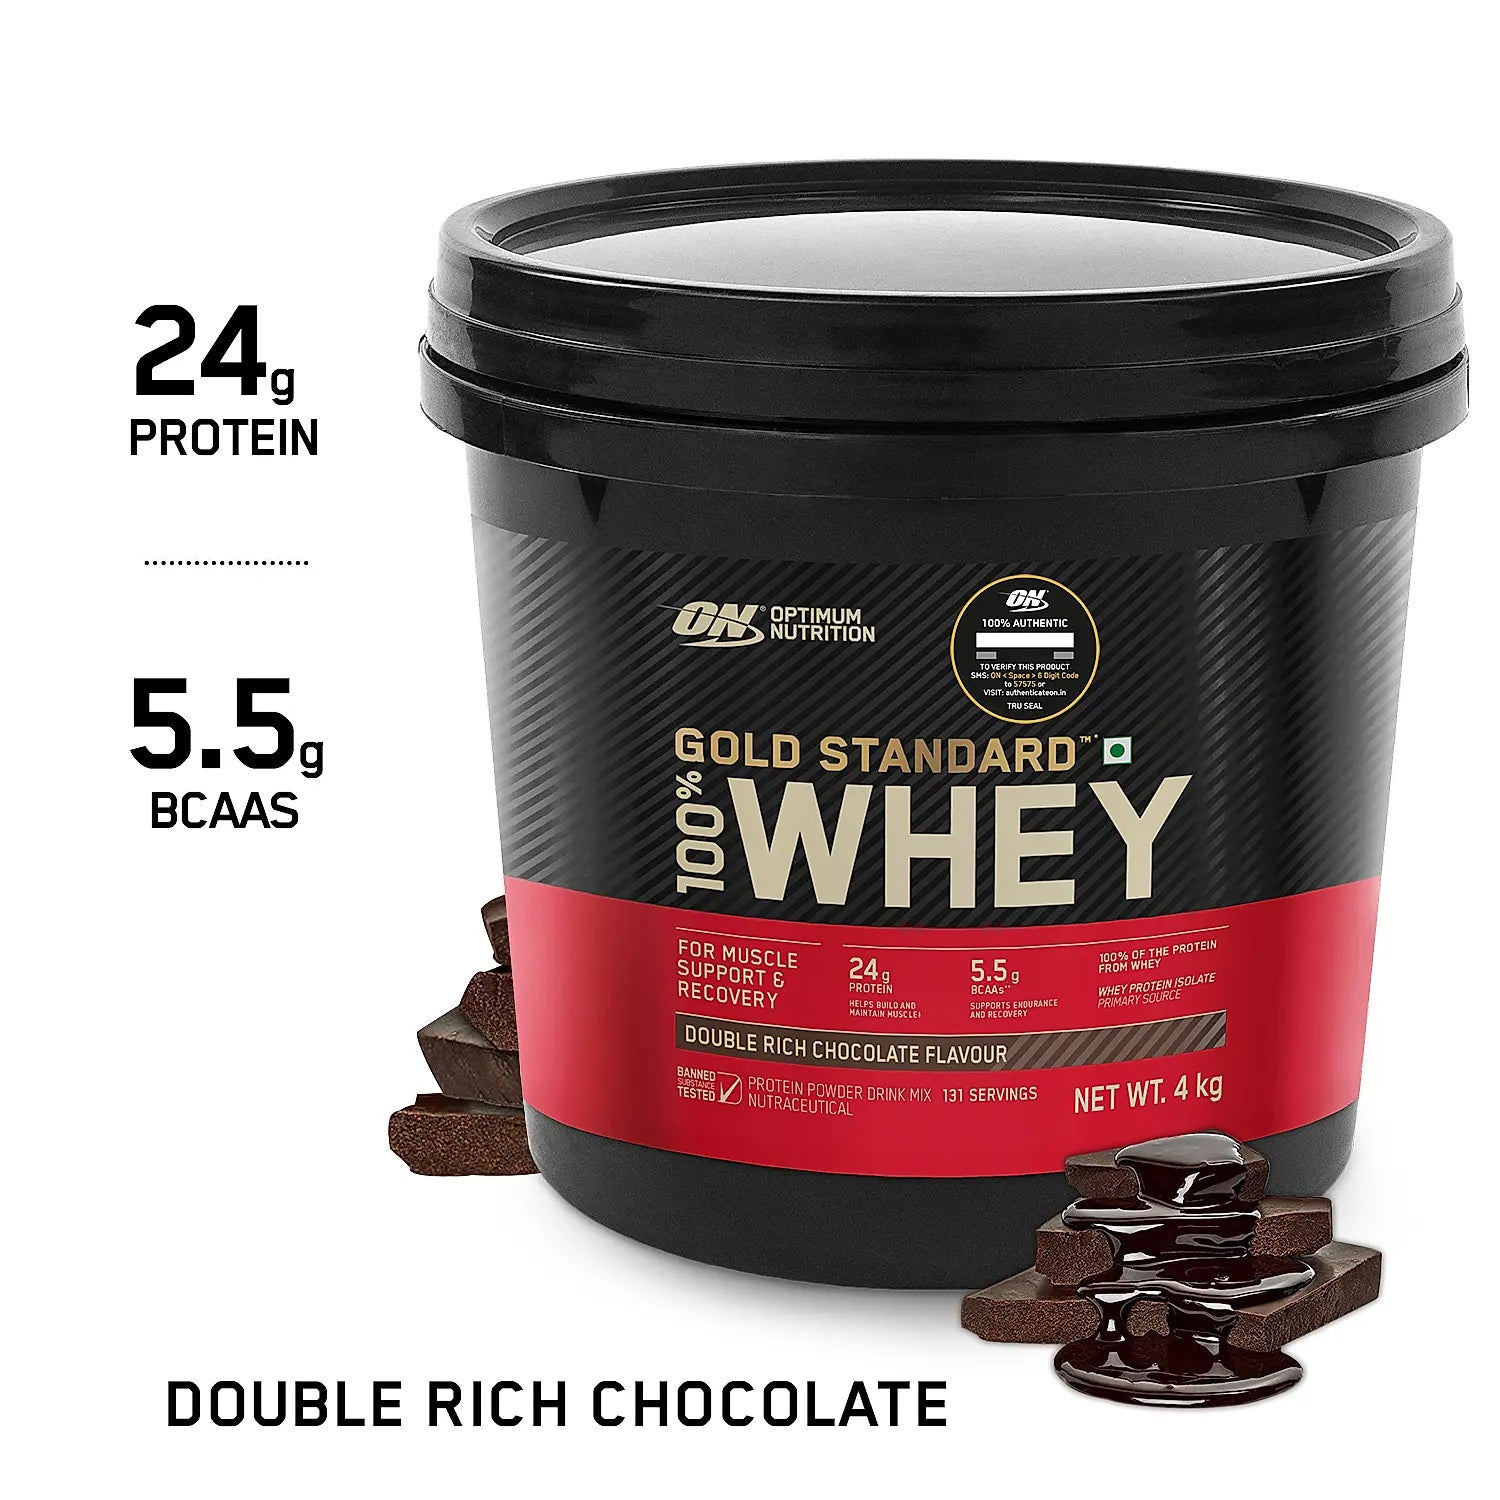 24g
PROTEIN
5.5g
BCAAS
ON® OPTIMUM
NUTRITION
ON
100% AUTHENTIC
TO VERIFY THIS PRODUCT
SMS: ON < Space > 6 Digit Code
to 57575 or
VISIT: authenticateon.in
TRU SEAL
GOLD STANDARD™*
100% WHEY
FOR MUSCLE
SUPPORT &
RECOVERY
24g
PROTEIN
HELPS BUILD AND
MAINTAIN MUSCLE‡
5.5g
BCAAs**
SUPPORTS ENDURANCE
AND RECOVERY
100% OF THE PROTEIN
FROM WHEY
WHEY PROTEIN ISOLATE
PRIMARY SOURCE
DOUBLE RICH CHOCOLATE FLAVOUR
BANNED
SUBSTANCE
TESTED
PROTEIN POWDER DRINK MIX 131 SERVINGS
NUTRACEUTICAL
NET WT. 4 kg
DOUBLE RICH CHOCOLATE